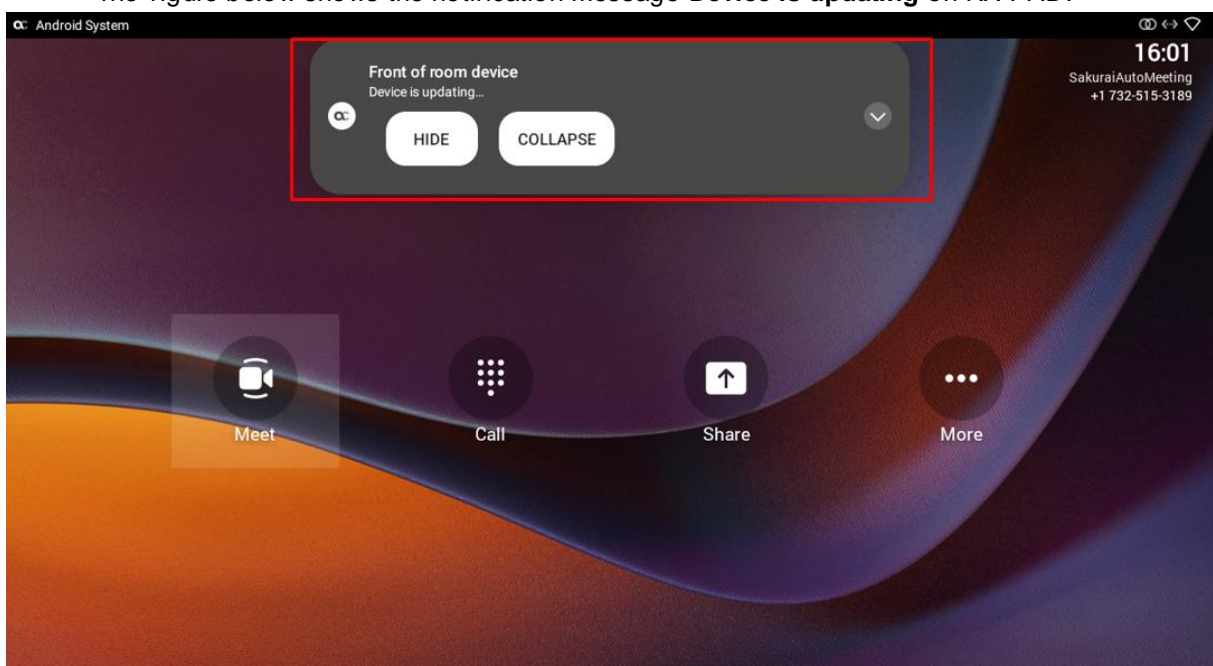 The figure below shows the notification message Device is updating on RX-PAD:
Android System
16:01
SakuraiAutoMeeting
+1 732-515-3189
Front of room device
Device is updating...
HIDE COLLAPSE
Meet Call Share More